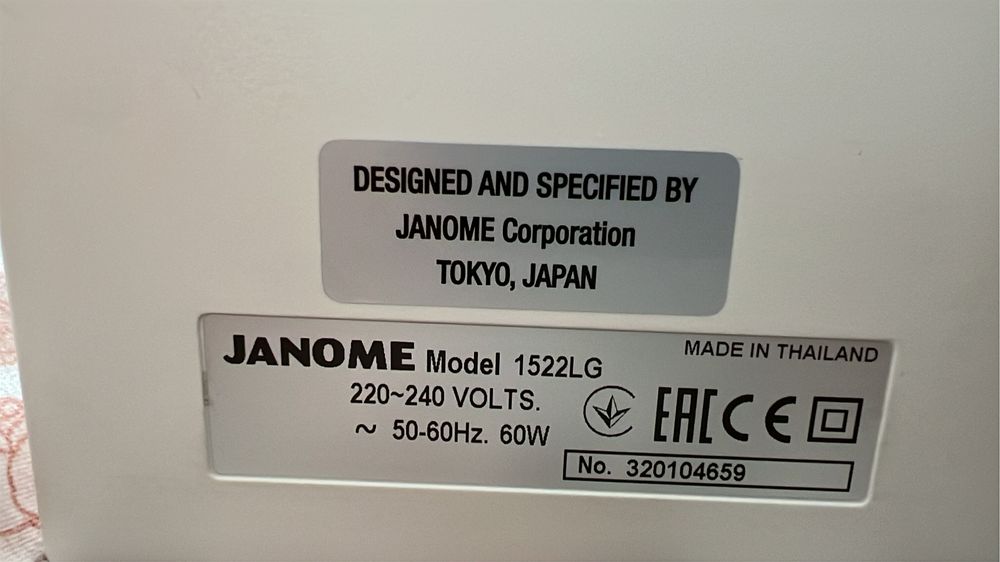 DESIGNED AND SPECIFIED BY
JANOME Corporation
TOKYO, JAPAN
JANOME Model 1522LG
MADE IN THAILAND
220~240 VOLTS.
~ 50-60Hz. 60W
EAC CE
No. 320104659